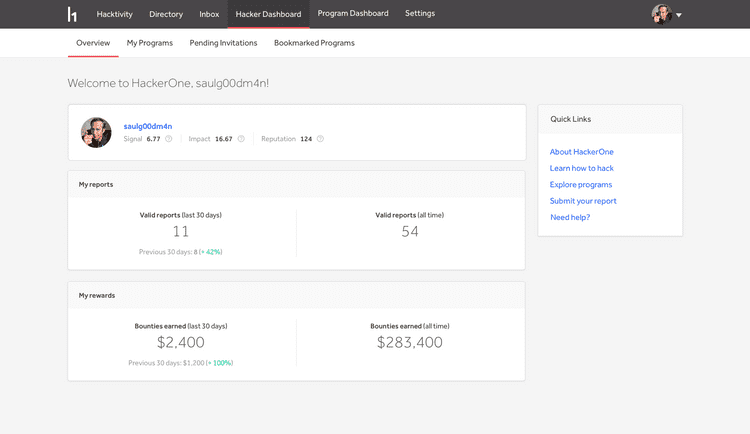 h1 Hacktivity Directory Inbox Hacker Dashboard Program Dashboard Settings
Overview My Programs Pending Invitations Bookmarked Programs
Welcome to HackerOne, saulg00dm4n!
saulg00dm4n
Signal 6.77 ? Impact 16.67 ? Reputation 124 ?
My reports
Valid reports (last 30 days)
11
Previous 30 days: 8 (+ 42%)
Valid reports (all time)
54
My rewards
Bounties earned (last 30 days)
$2,400
Previous 30 days: $1,200 (+ 100%)
Bounties earned (all time)
$283,400
Quick Links
About HackerOne
Learn how to hack
Explore programs
Submit your report
Need help?